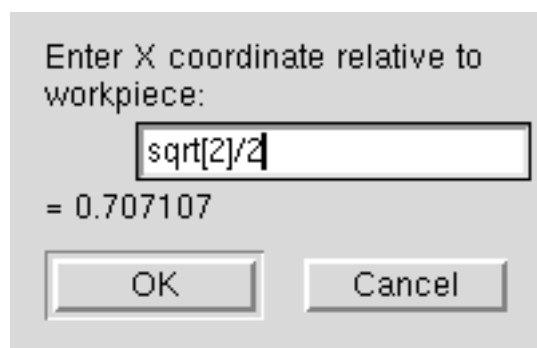 Enter X coordinate relative to
workpiece:
sqrt[2]/2
= 0.707107
OK
Cancel